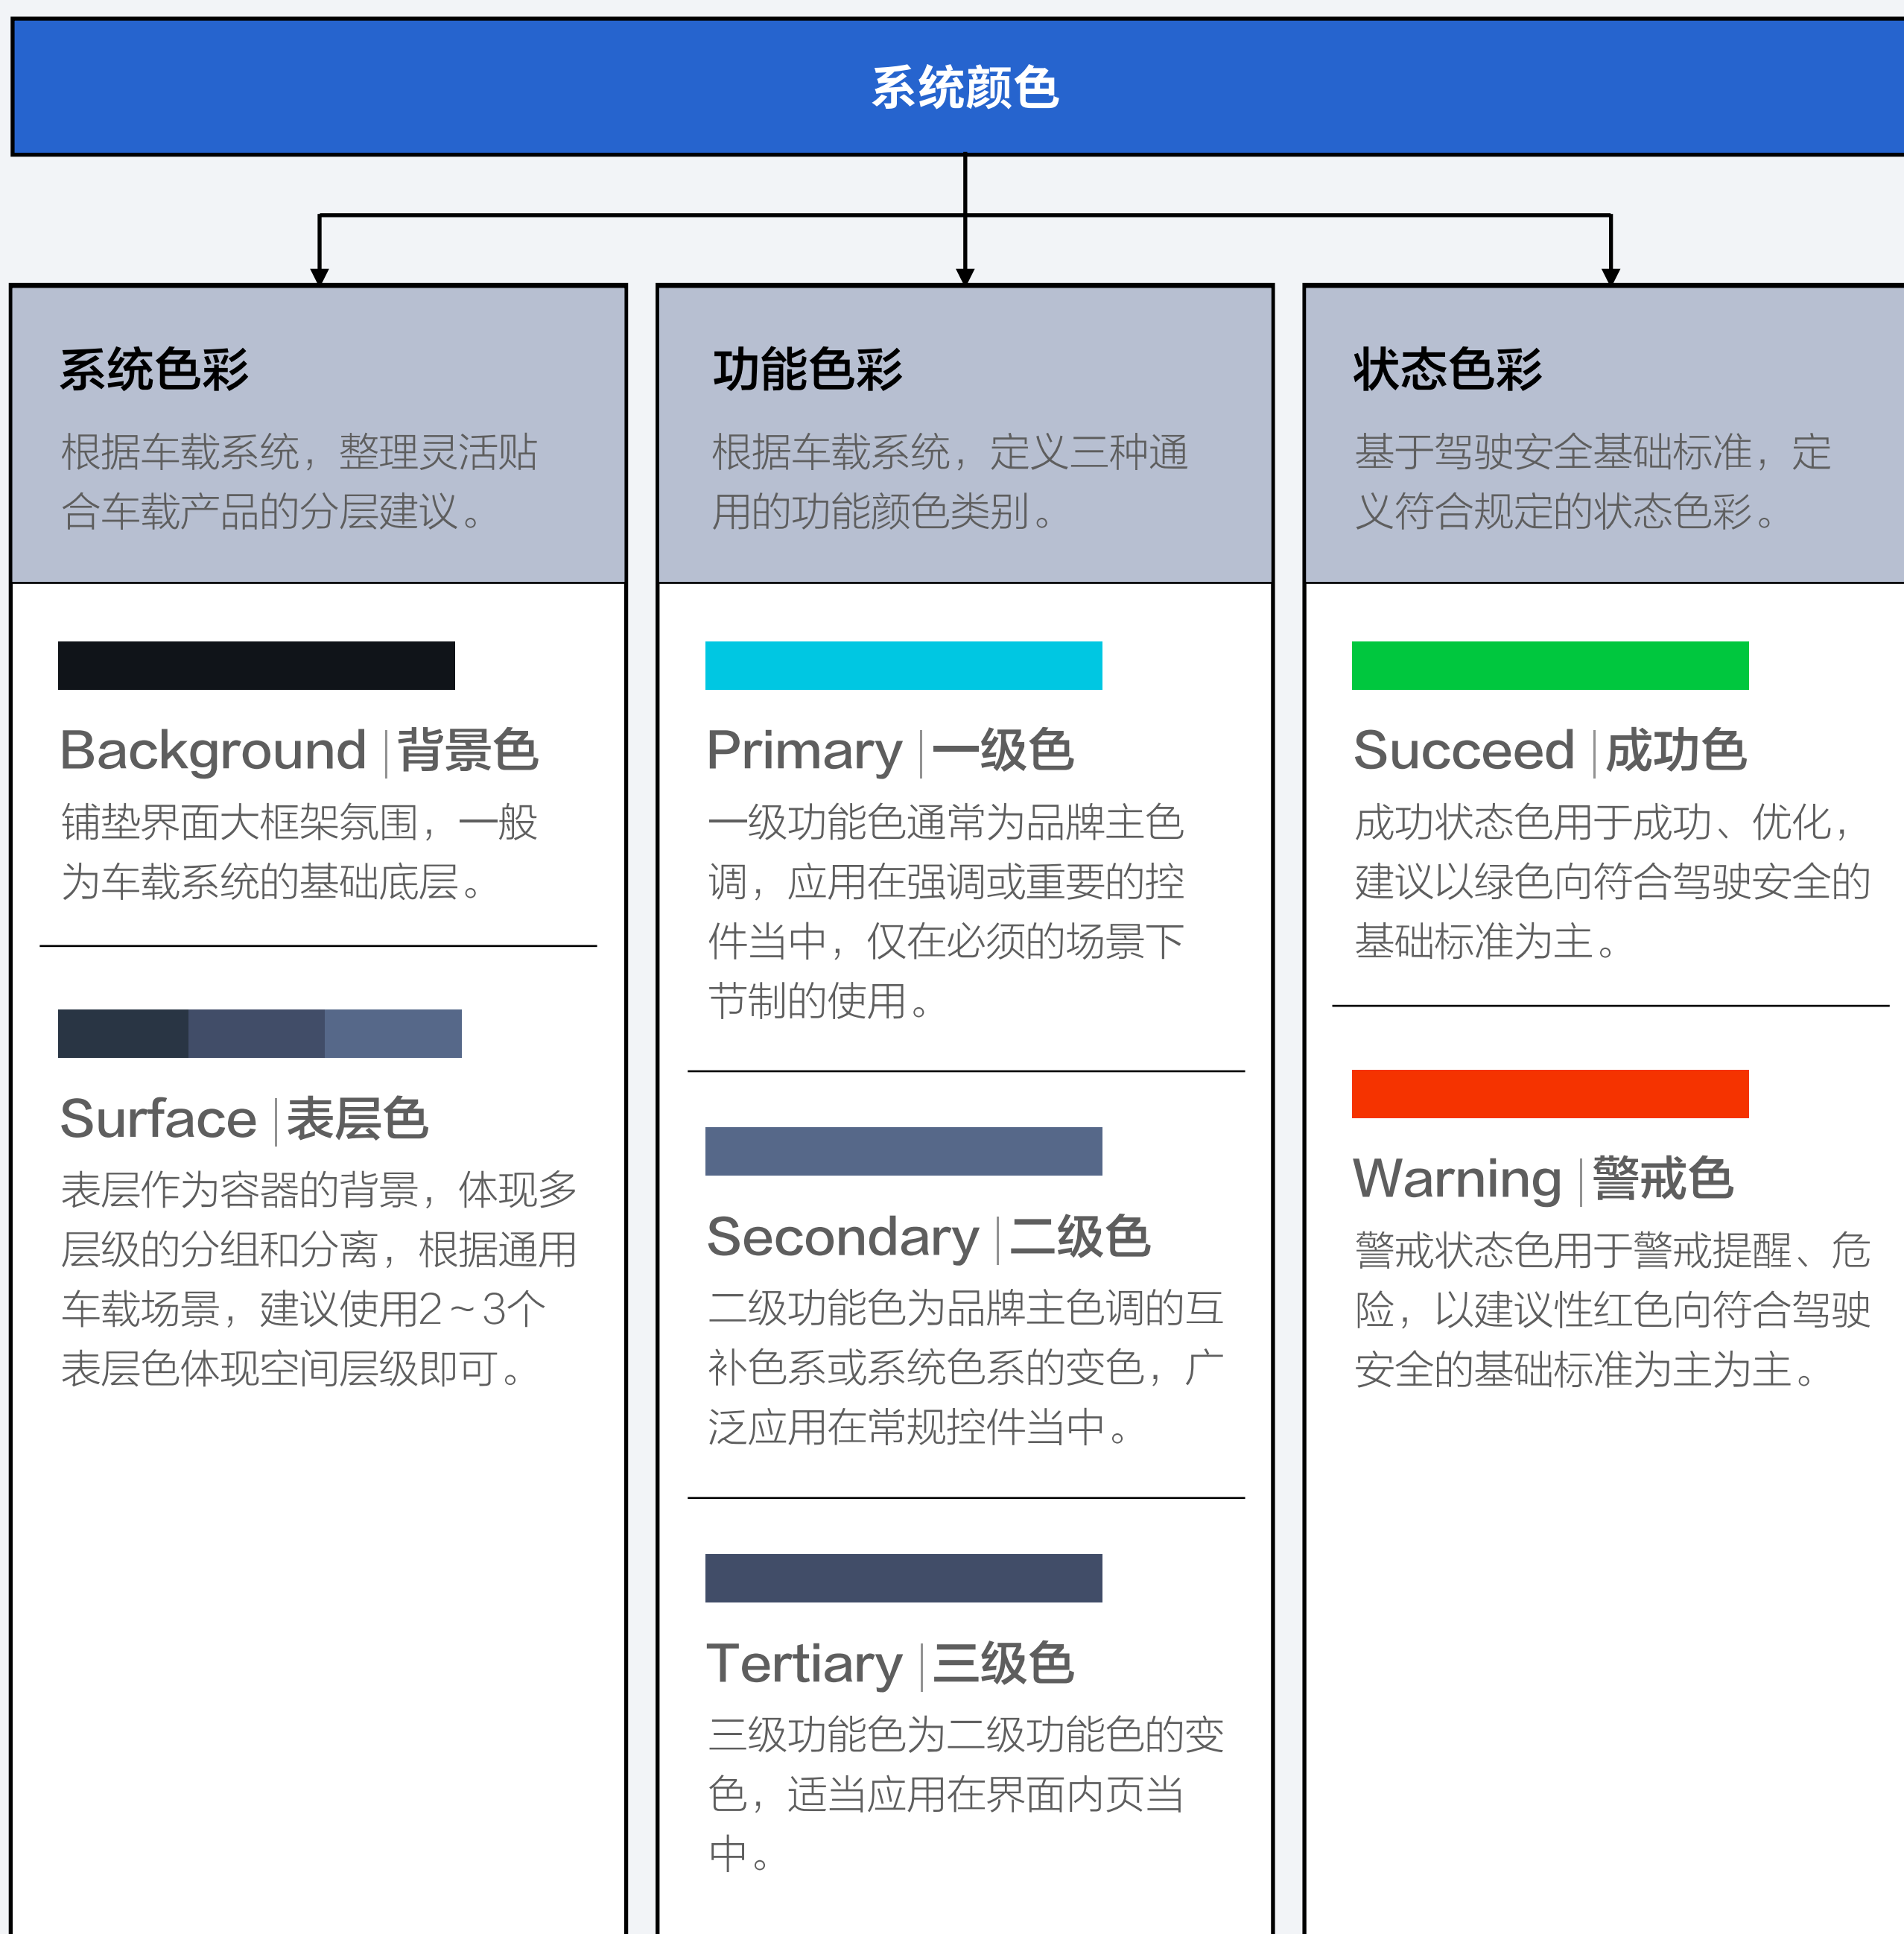 系统颜色
系统色彩
根据车载系统，整理灵活贴
合车载产品的分层建议。
Background |背景色
铺垫界面大框架氛围，一般
为车载系统的基础底层。
Surface |表层色
表层作为容器的背景，体现多
层级的分组和分离，根据通用
车载场景，建议使用2～3个
表层色体现空间层级即可。
功能色彩
根据车载系统，定义三种通
用的功能颜色类别。
Primary |一级色
一级功能色通常为品牌主色
调，应用在强调或重要的控
件当中，仅在必须的场景下
节制的使用。
Secondary |二级色
二级功能色为品牌主色调的互
补色系或系统色系的变色，广
泛应用在常规控件当中。
Tertiary |三级色
三级功能色为二级功能色的变
色，适当应用在界面内页当
中。
状态色彩
基于驾驶安全基础标准，定
义符合规定的状态色彩。
Succeed |成功色
成功状态色用于成功、优化，
建议以绿色向符合驾驶安全的
基础标准为主。
Warning |警戒色
警戒状态色用于警戒提醒、危
险，以建议性红色向符合驾驶
安全的基础标准为主为主。